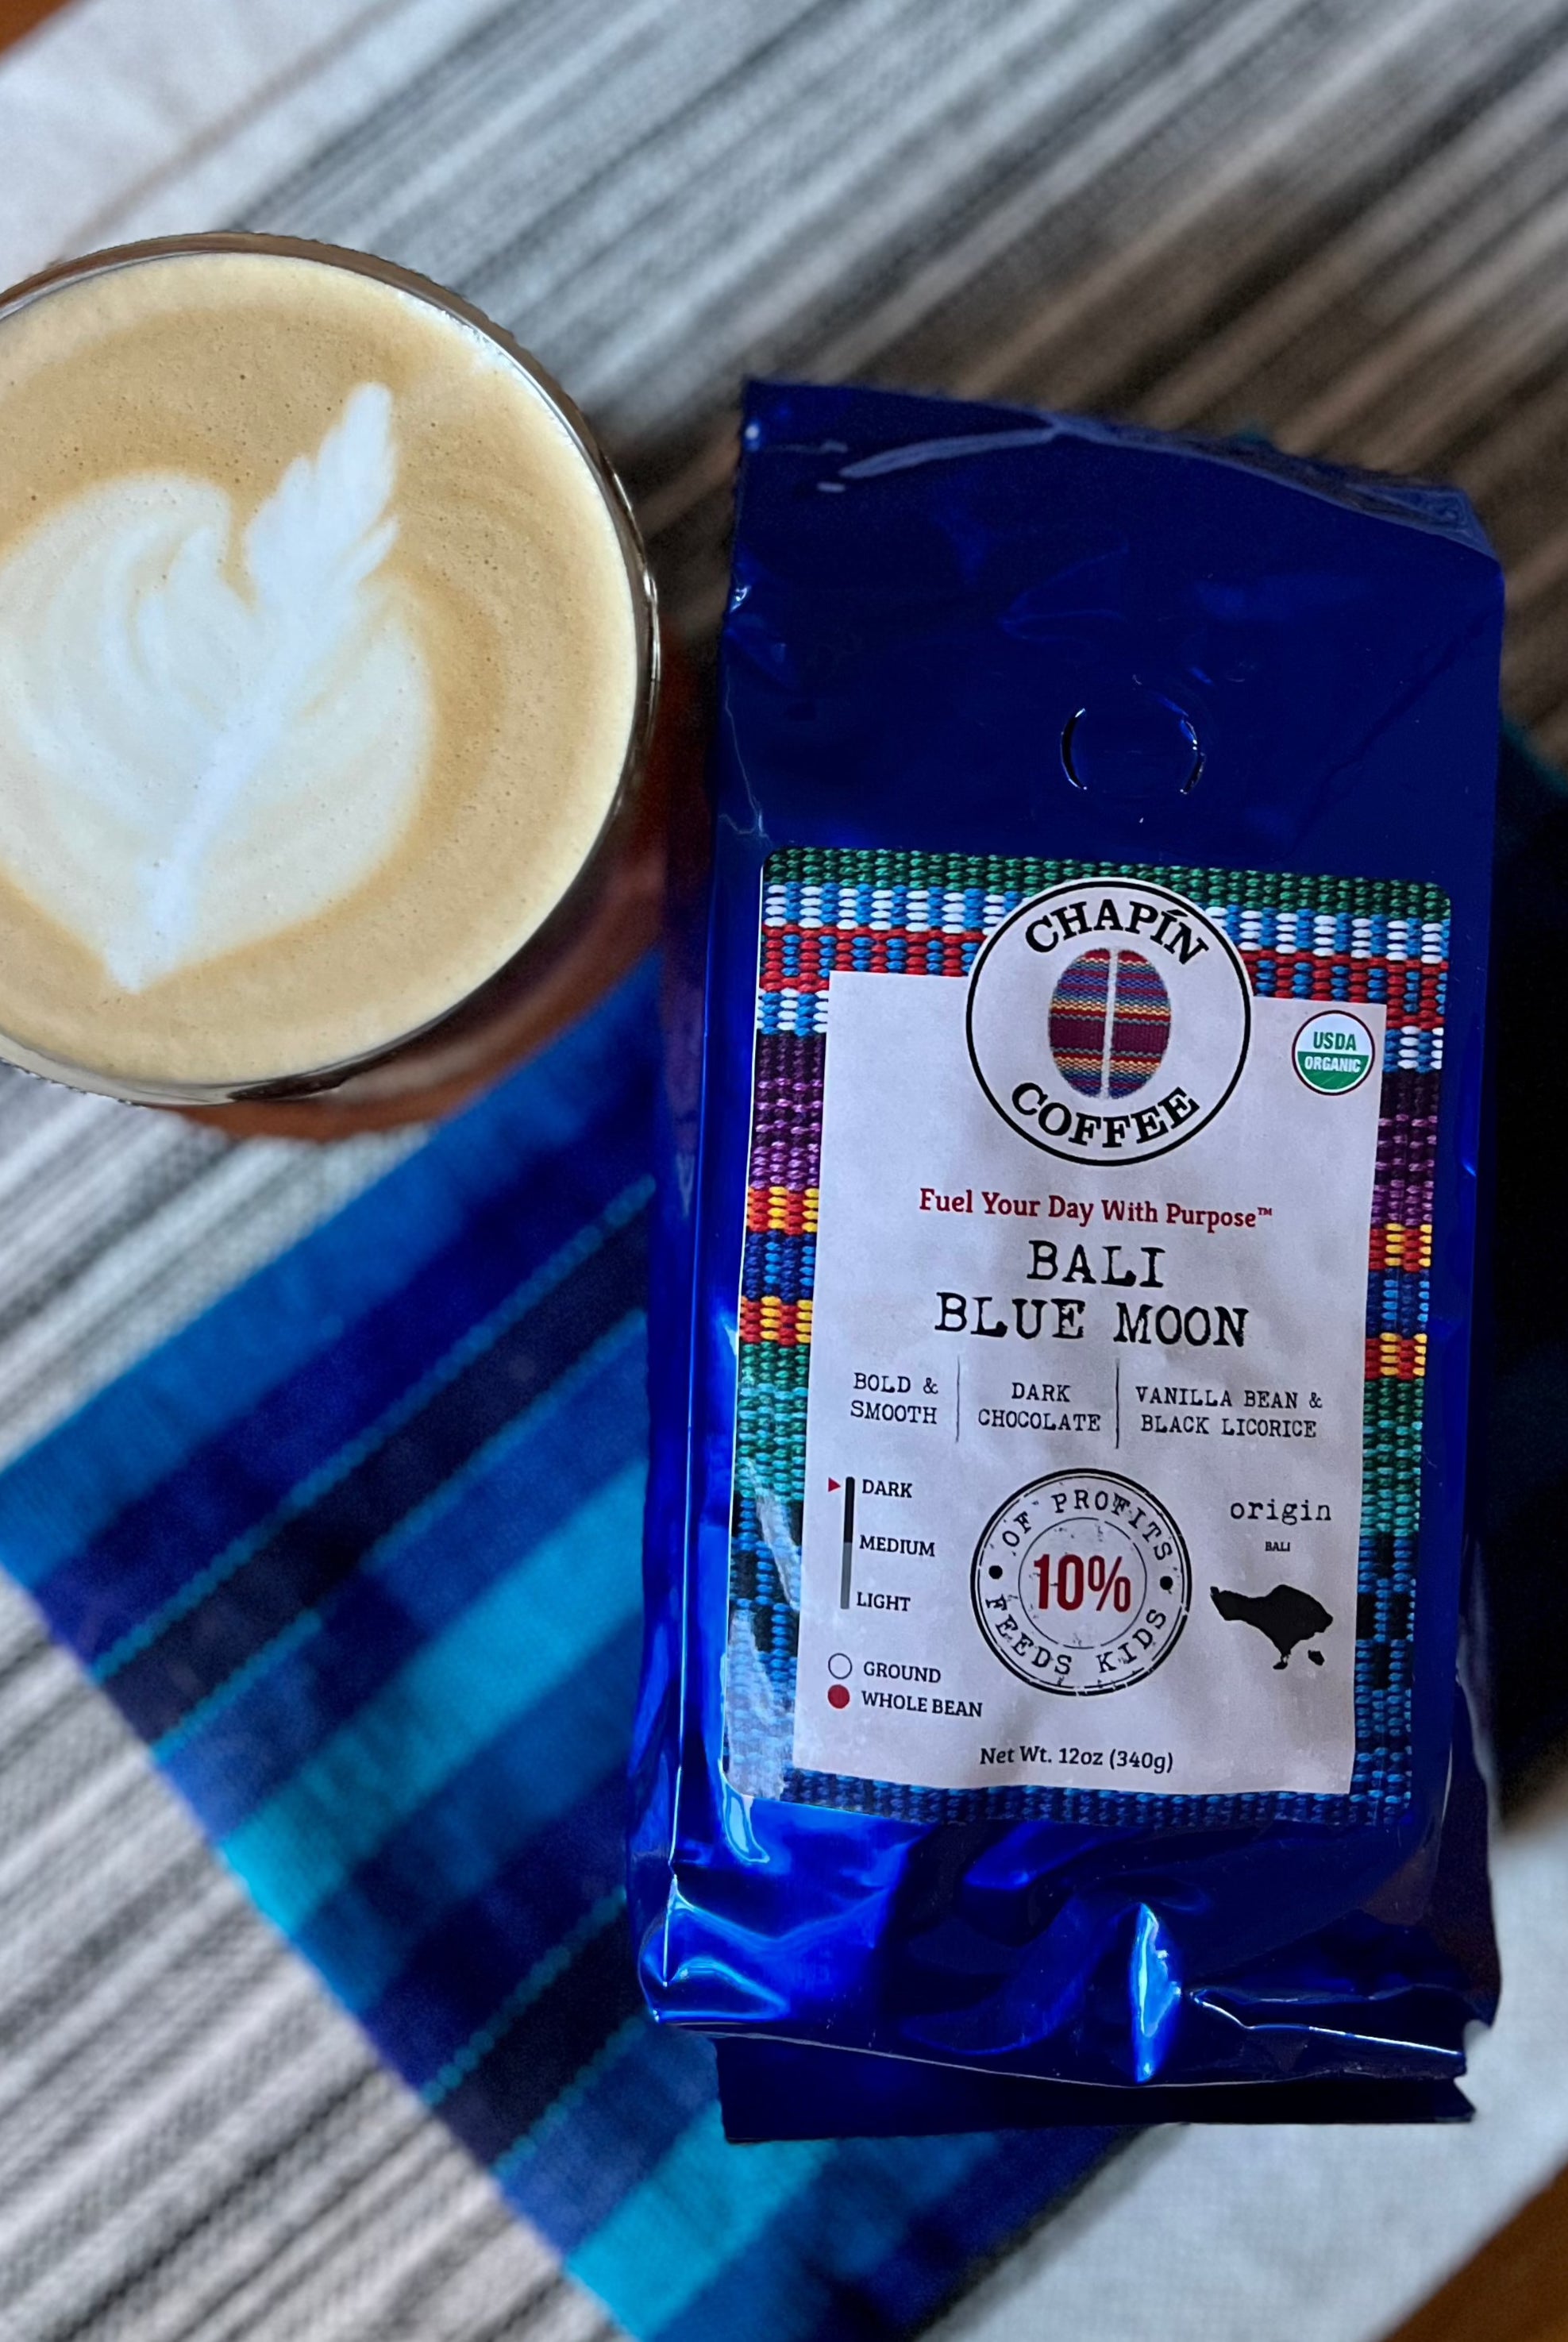 CHAPÍN
COFFEE
USDA
ORGANIC
Fuel Your Day With Purpose™
BALI
BLUE MOON
BOLD &
SMOOTH
DARK
CHOCOLATE
VANILLA BEAN &
BLACK LICORICE
DARK
MEDIUM
LIGHT
OF PROFITS
10%
FEEDS KIDS
origin
BALI
GROUND
WHOLE BEAN
Net Wt. 12oz (340g)